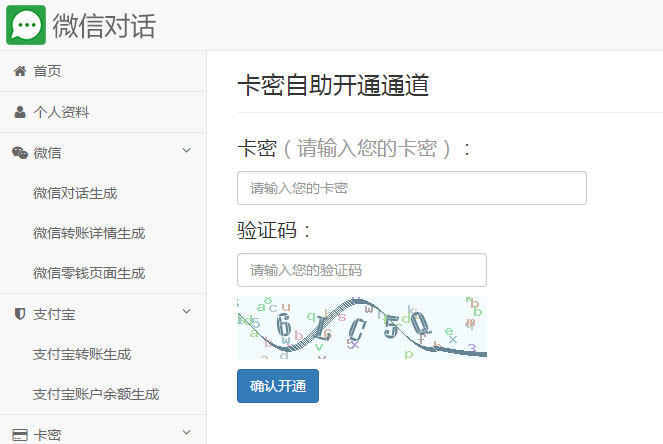 微信对话
首页
个人资料
微信
微信对话生成
微信转账详情生成
微信零钱页面生成
支付宝
支付宝转账生成
支付宝账户余额生成
卡密
卡密自助开通通道
卡密（请输入您的卡密）：
请输入您的卡密
验证码：
请输入您的验证码
6LC5Q
确认开通